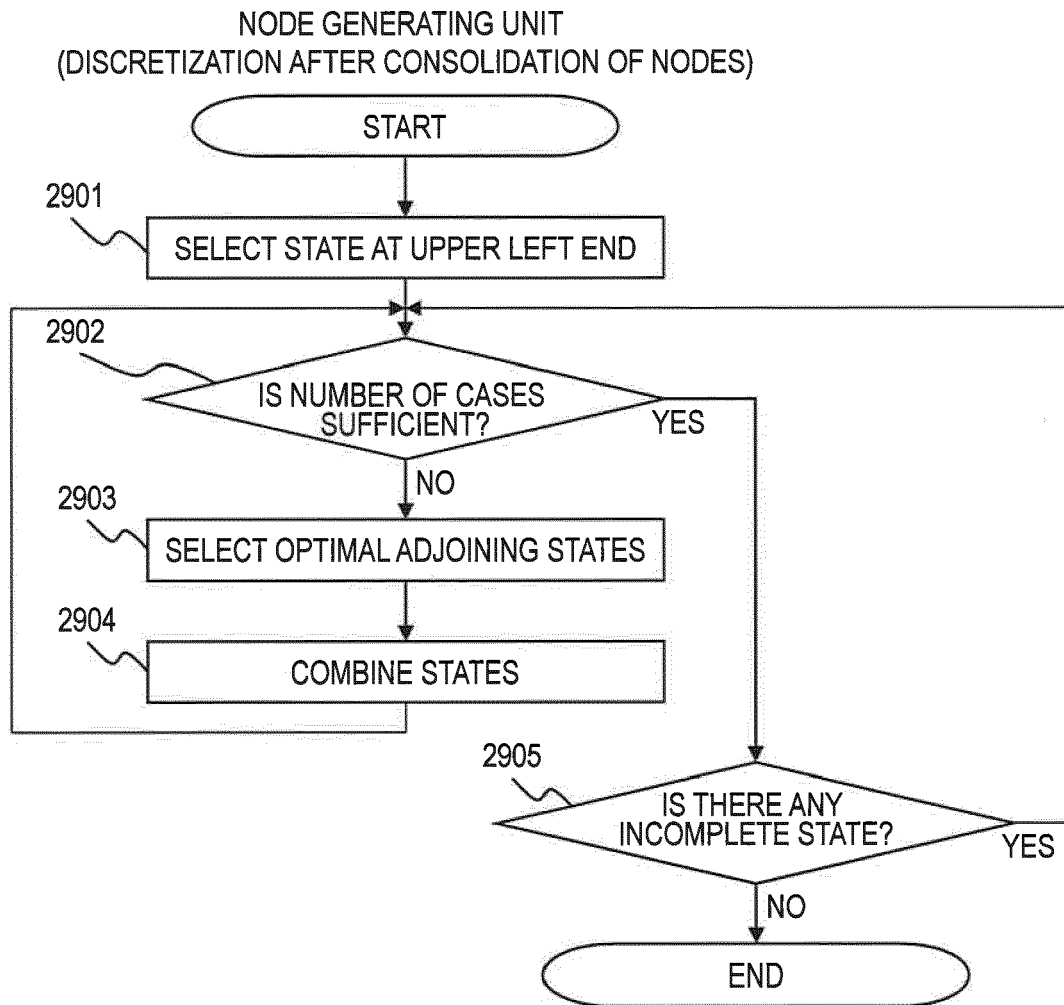 NODE GENERATING UNIT
(DISCRETIZATION AFTER CONSOLIDATION OF NODES)
START
2901
SELECT STATE AT UPPER LEFT END
2902
IS NUMBER OF CASES
SUFFICIENT?
YES
NO
2903
SELECT OPTIMAL ADJOINING STATES
2904
COMBINE STATES
2905
IS THERE ANY
INCOMPLETE STATE?
YES
NO
END